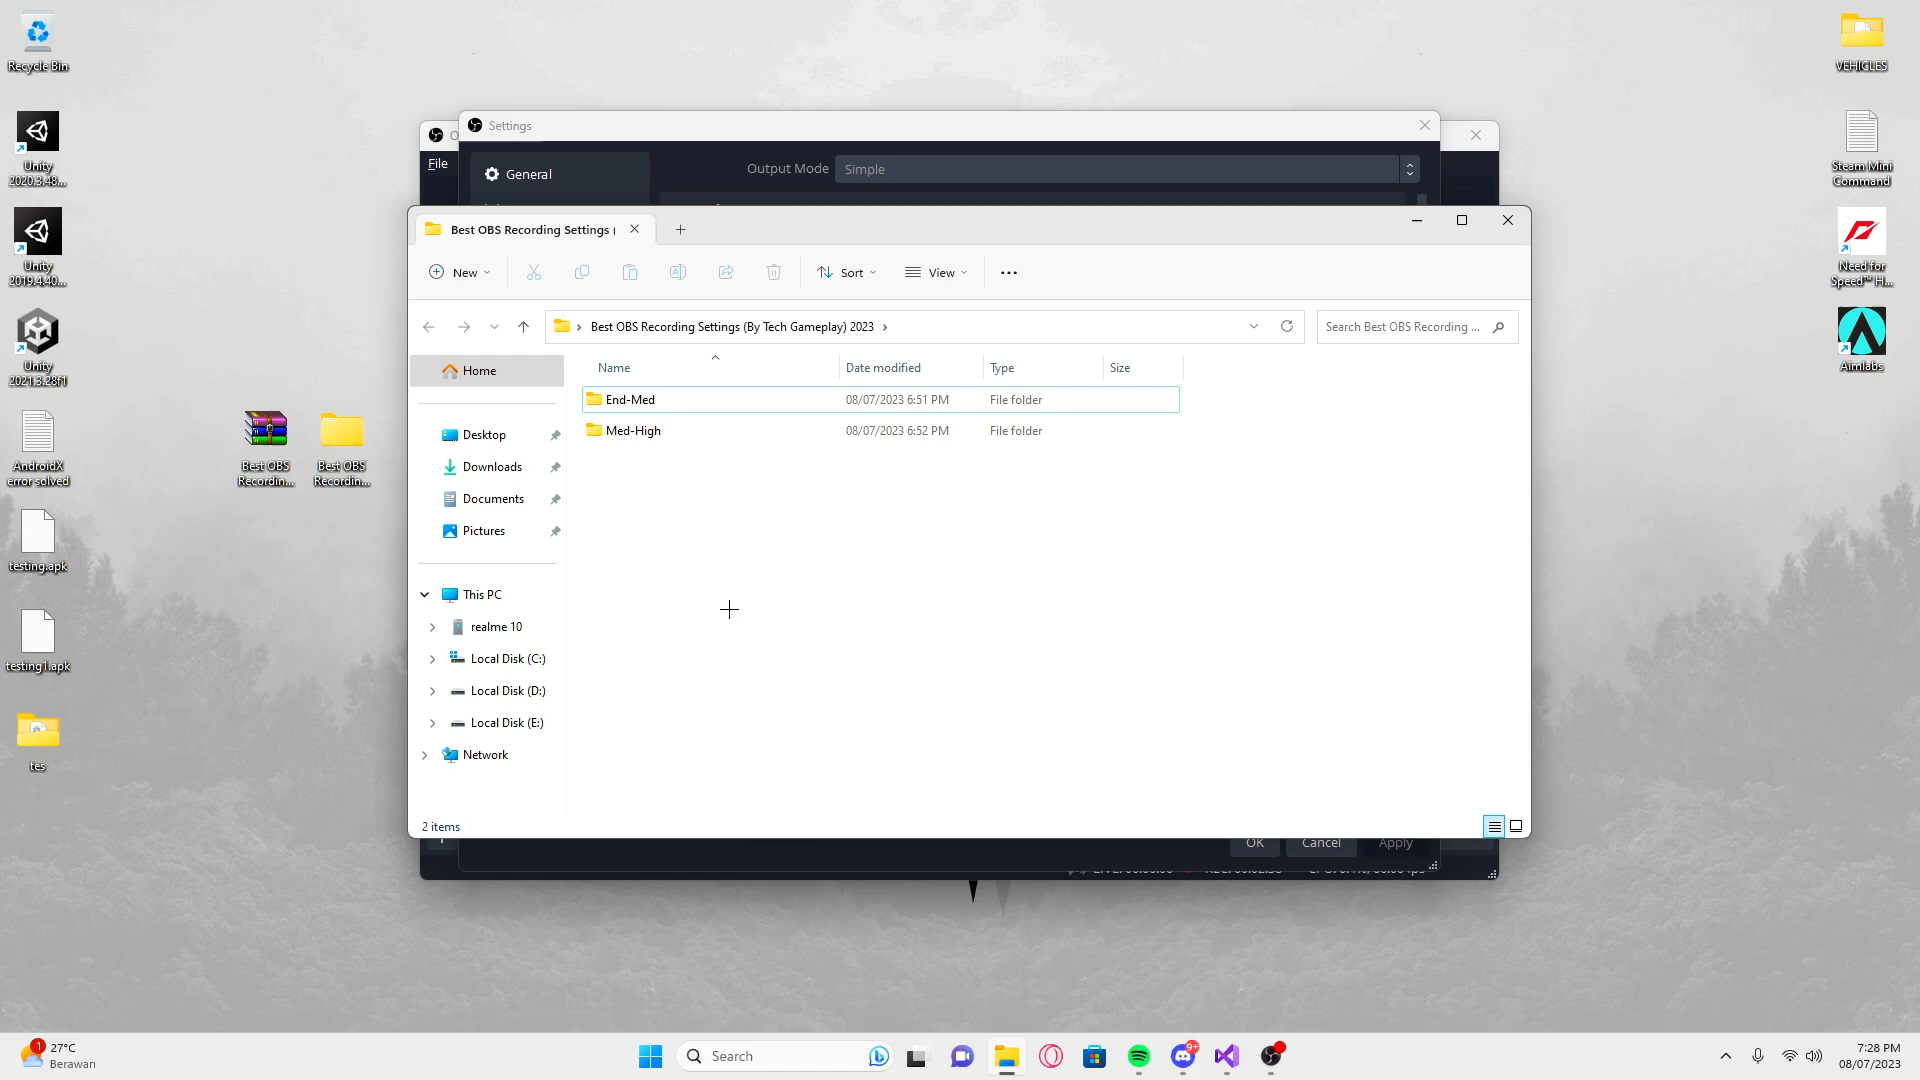 Recycle Bin
Unity
2020.3.48...
Unity
2019.4.40...
Unity
2021.3.28f1
AndroidX
error solved
testing.apk
testing1.apk
tes
Best OBS
Recordin...
Best OBS
Recordin...
VEHICLES
Steam Mini
Command
Need for
Speed™ H...
Aimlabs
File
Settings
General
Output Mode
Simple
Best OBS Recording Settings (
New
Sort
View
Best OBS Recording Settings (By Tech Gameplay) 2023
Search Best OBS Recording ...
Home
Desktop
Downloads
Documents
Pictures
This PC
realme 10
Local Disk (C:)
Local Disk (D:)
Local Disk (E:)
Network
Name
Date modified
Type
Size
End-Med
08/07/2023 6:51 PM
File folder
Med-High
08/07/2023 6:52 PM
File folder
2 items
OK
Cancel
Apply
1
27°C
Berawan
Search
9+
7:28 PM
08/07/2023